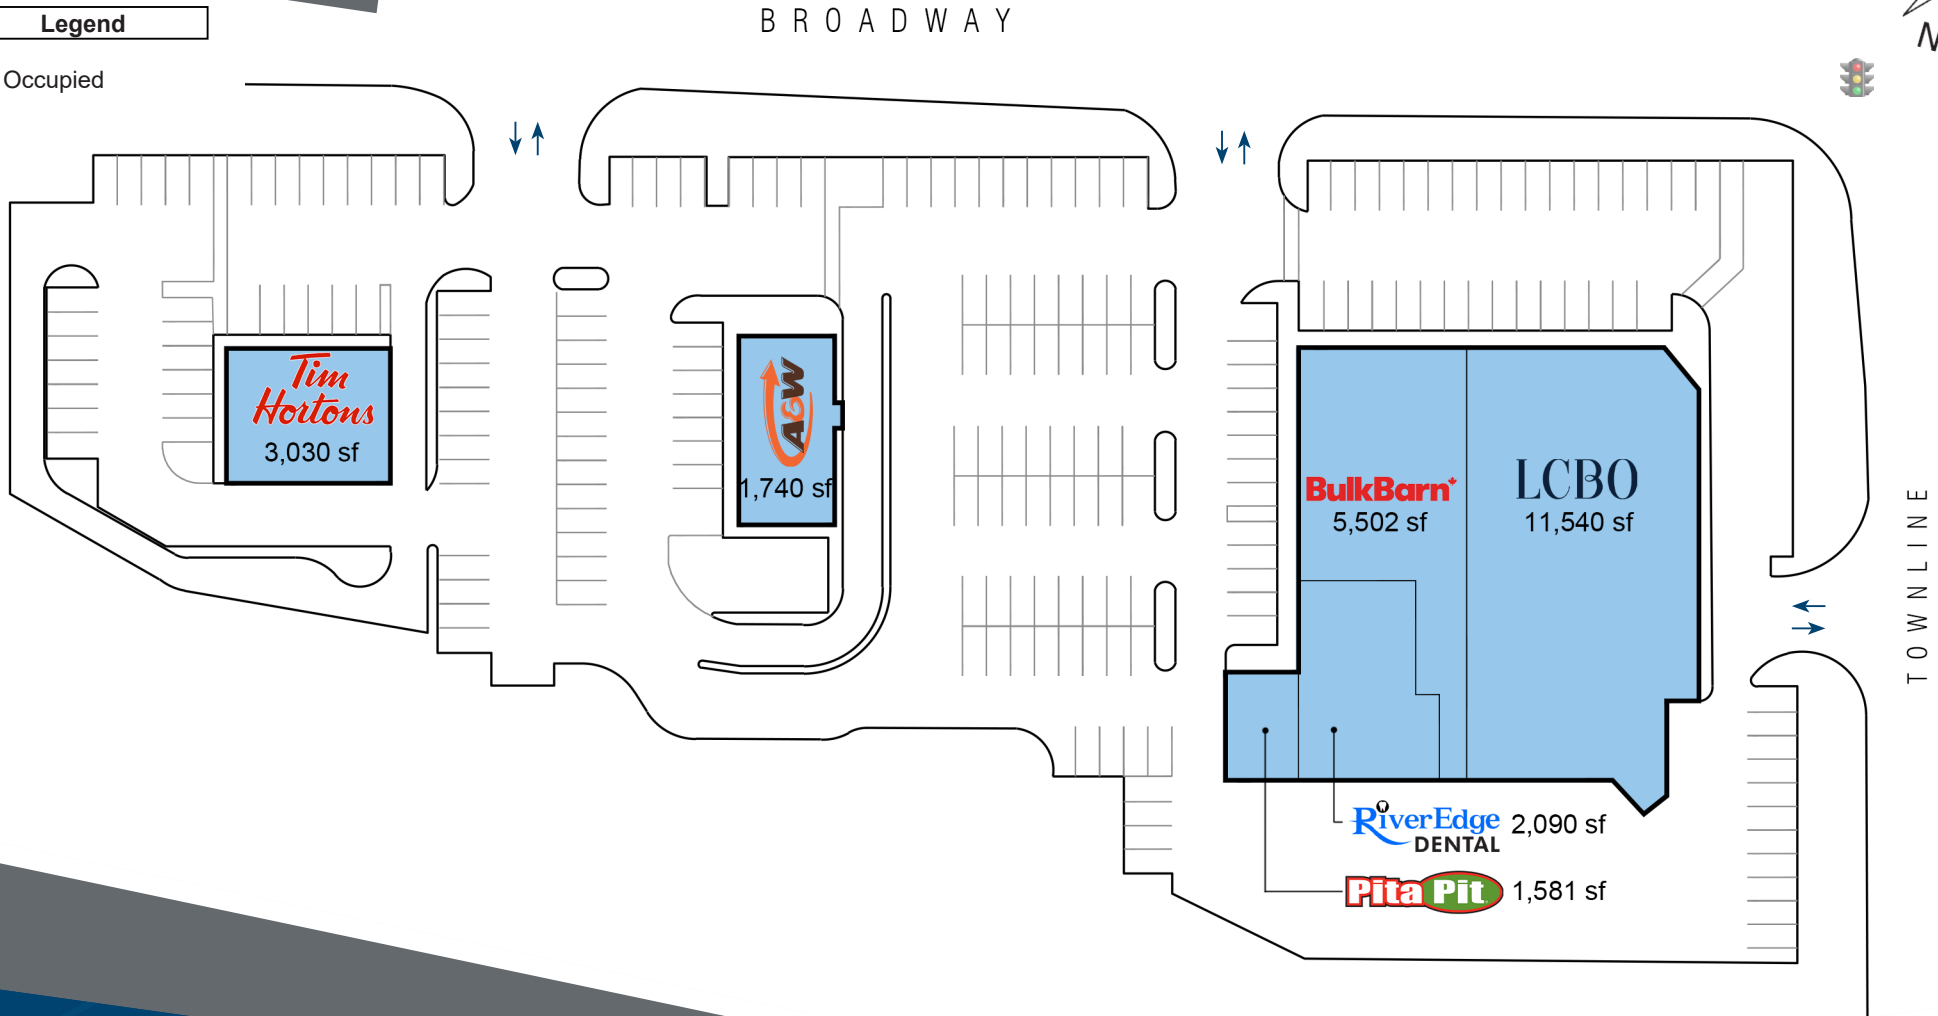 BROADWAY
Legend
N
Occupied
Tim
Hortons
3,030 sf
A&W
1,740 sf
BulkBarn
5,502 sf
LCBO
11,540 sf
TOWNLINE
RiverEdge
DENTAL
2,090 sf
Pita Pit
1,581 sf